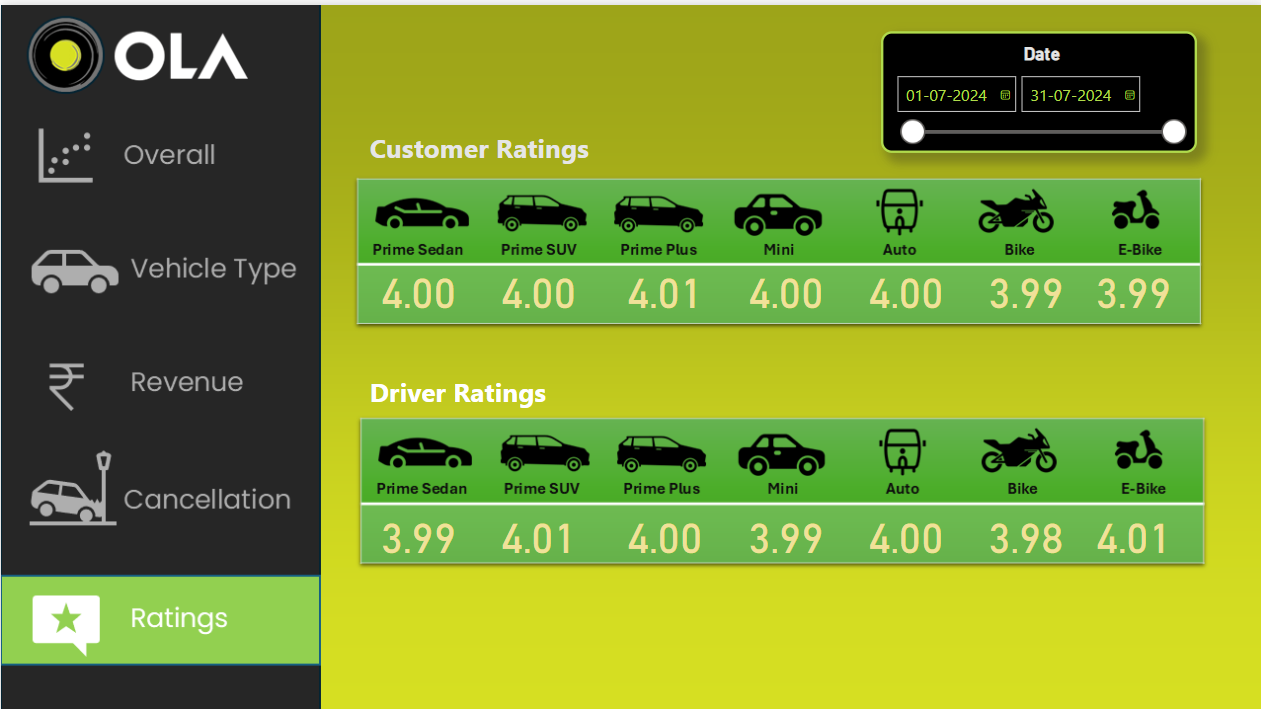 OLA
Date
01-07-2024 31-07-2024
Overall
Customer Ratings
Prime Sedan Prime SUV Prime Plus Mini Auto Bike E-Bike
4.00 4.00 4.01 4.00 4.00 3.99 3.99
Vehicle Type
Revenue
Driver Ratings
Prime Sedan Prime SUV Prime Plus Mini Auto Bike E-Bike
3.99 4.01 4.00 3.99 4.00 3.98 4.01
Cancellation
Ratings